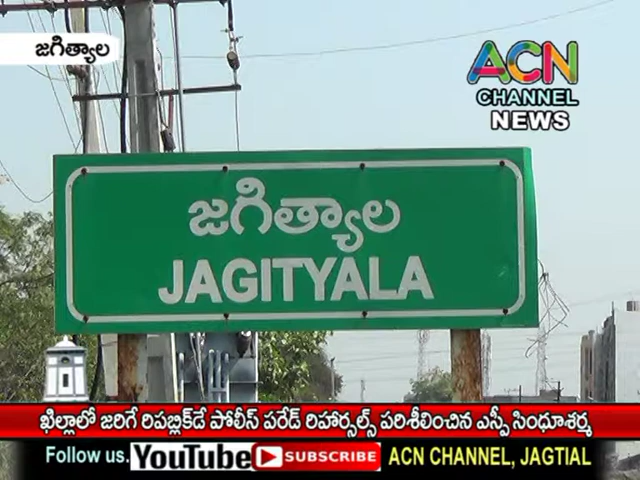 జగిత్యాల
ACN
CHANNEL
NEWS
జగిత్యాల
JAGITYALA
ఖిల్లాలో జరిగే రిపబ్లిక్‌డే పోలీస్ పరేడ్ రిహార్సల్స్ పరిశీలించిన ఎస్పీ సింధూశర్మ
Follow us. YouTube SUBSCRIBE ACN CHANNEL, JAGTIAL